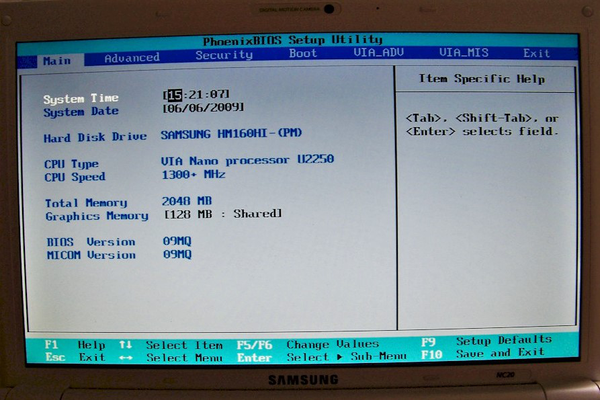 DIGITAL MOTION CAMERA
PhoenixBIOS Setup Utility
Main Advanced Security Boot VIA_ADV VIA_MIS Exit
Item Specific Help
System Time [15:21:07]
System Date [06/06/2009]
<Tab>, <Shift-Tab>, or
<Enter> selects field.
Hard Disk Drive SAMSUNG HM160HI-(PM)
CPU Type VIA Nano processor U2250
CPU Speed 1300+ MHz
Total Memory 2048 MB
Graphics Memory [128 MB : Shared]
BIOS Version 09MQ
MICOM Version 09MQ
F1 Help ↑↓ Select Item F5/F6 Change Values F9 Setup Defaults
Esc Exit ↔ Select Menu Enter Select ▶ Sub-Menu F10 Save and Exit
SAMSUNG
NC20